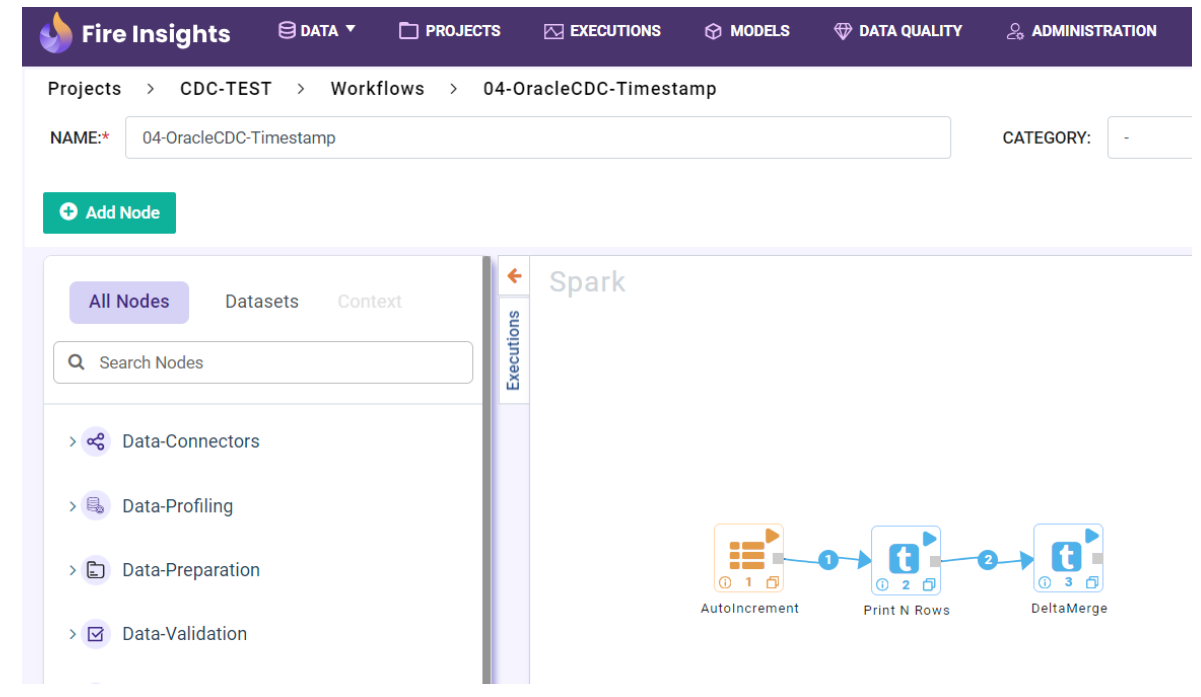 Fire Insights DATA PROJECTS EXECUTIONS MODELS DATA QUALITY ADMINISTRATION
Projects > CDC-TEST > Workflows > 04-OracleCDC-Timestamp
NAME:* 04-OracleCDC-Timestamp CATEGORY: -
Add Node
All Nodes Datasets Context
Search Nodes
Data-Connectors
Data-Profiling
Data-Preparation
Data-Validation
Executions
Spark
1 2
t t
1 2 3
AutoIncrement Print N Rows DeltaMerge